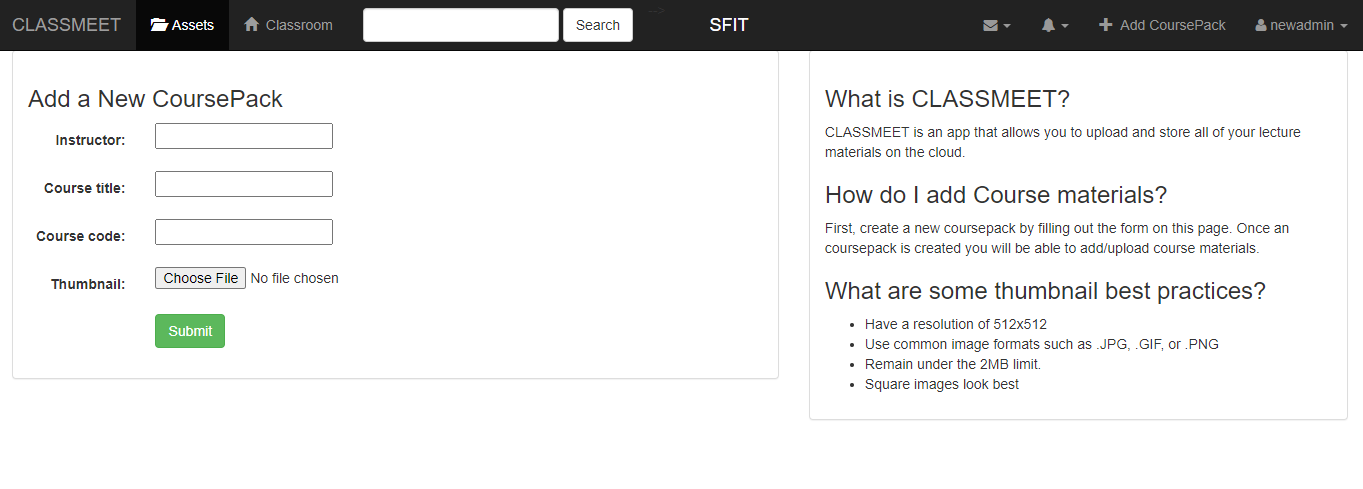 CLASSMEET Assets Classroom Search --> SFIT Add CoursePack newadmin
Add a New CoursePack
Instructor:
Course title:
Course code:
Thumbnail: Choose File No file chosen
Submit
What is CLASSMEET?
CLASSMEET is an app that allows you to upload and store all of your lecture
materials on the cloud.
How do I add Course materials?
First, create a new coursepack by filling out the form on this page. Once an
coursepack is created you will be able to add/upload course materials.
What are some thumbnail best practices?
• Have a resolution of 512x512
• Use common image formats such as .JPG, .GIF, or .PNG
• Remain under the 2MB limit.
• Square images look best